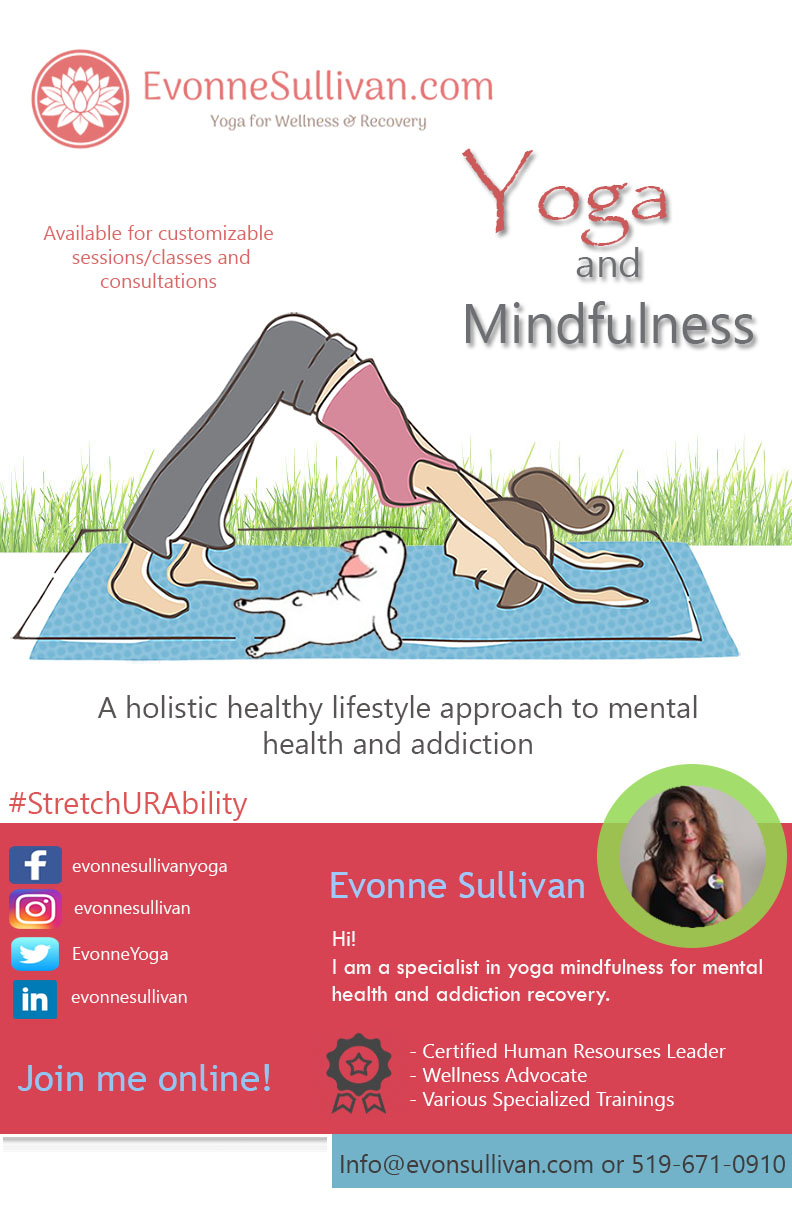 EvonneSullivan.com
Yoga for Wellness & Recovery
Yoga
and
Mindfulness
Available for customizable
sessions/classes and
consultations
A holistic healthy lifestyle approach to mental
health and addiction
#StretchURAbility
evonnesullivanyoga
evonnesullivan
EvonneYoga
evonnesullivan
Join me online!
Evonne Sullivan
Hi!
I am a specialist in yoga mindfulness for mental
health and addiction recovery.
- Certified Human Resourses Leader
- Wellness Advocate
- Various Specialized Trainings
Info@evonsullivan.com or 519-671-0910